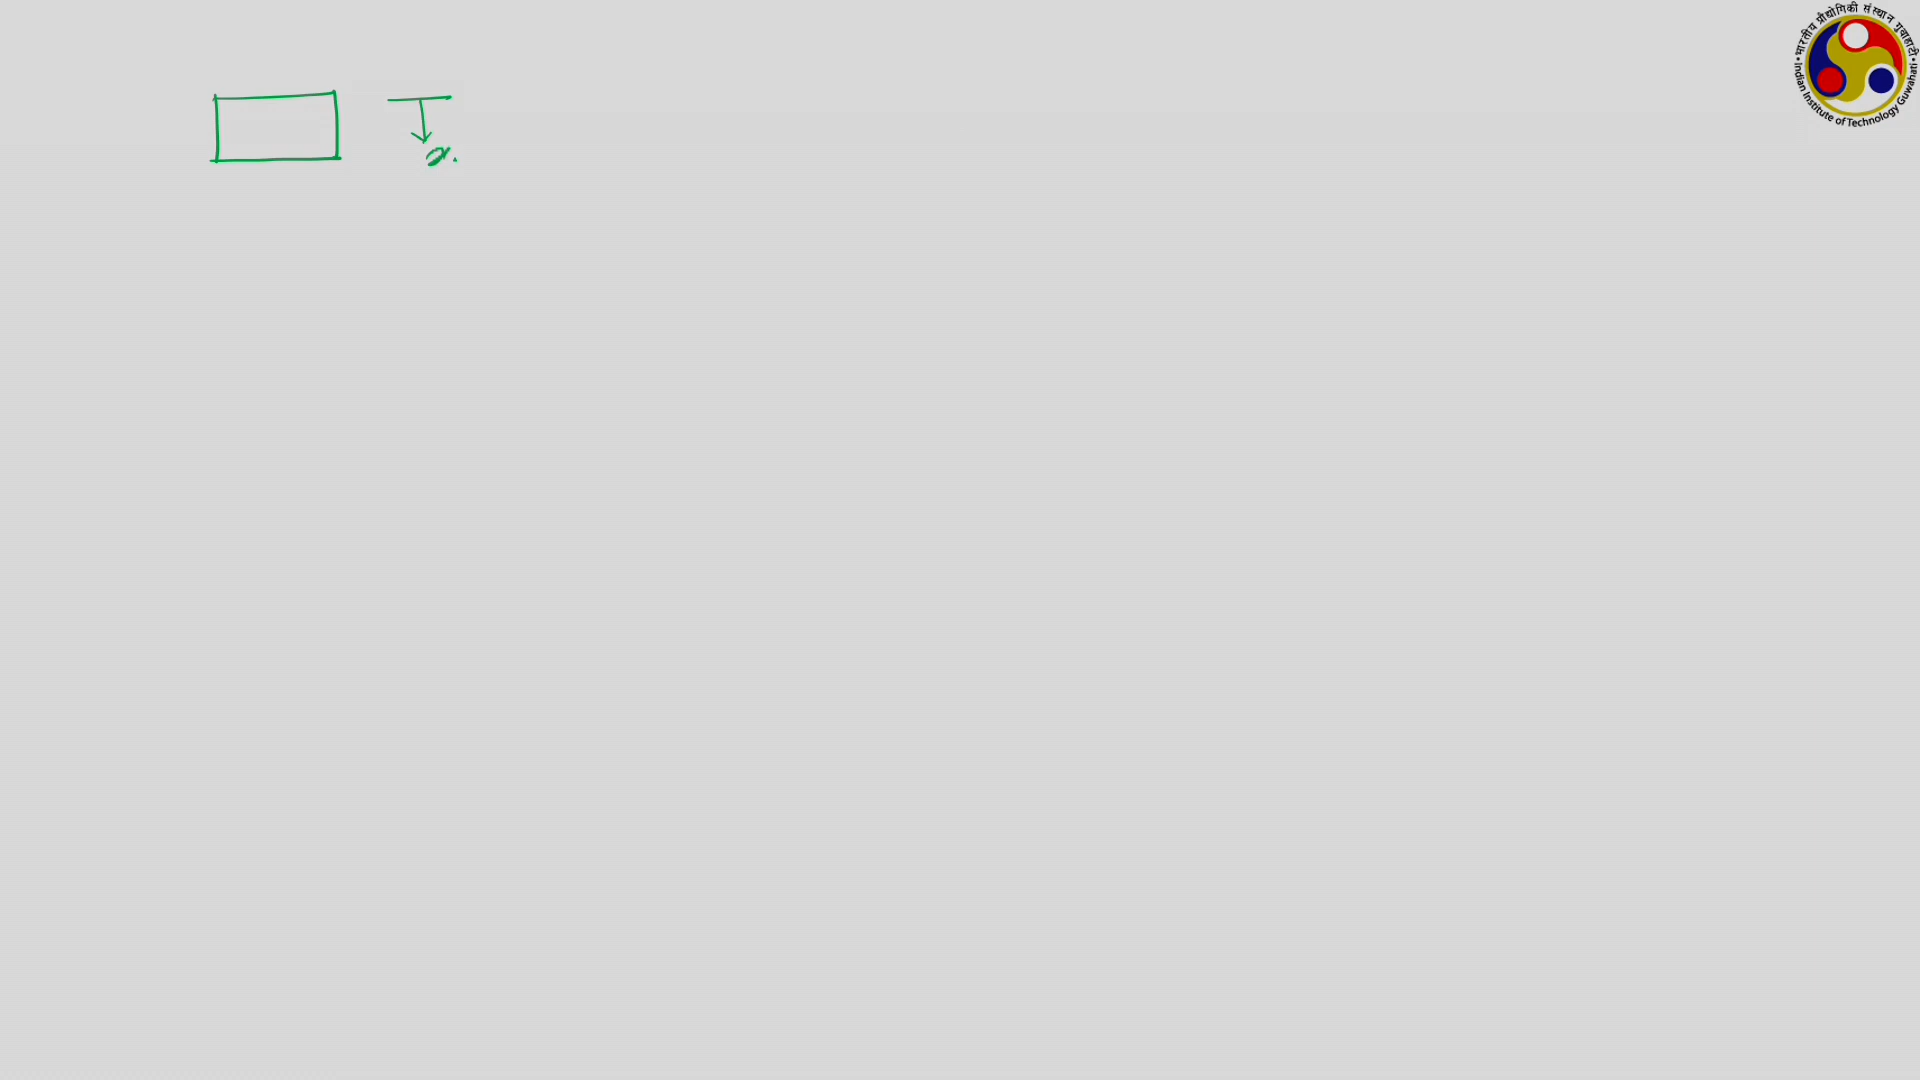 x.
भारतीय प्रौद्योगिकी संस्थान गुवाहाटी
Indian Institute of Technology Guwahati